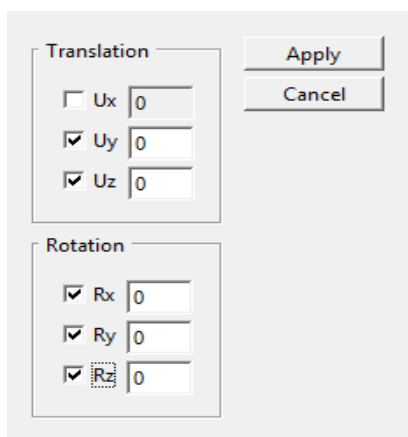 Translation
Apply
Ux 0
Cancel
Uy 0
Uz 0
Rotation
Rx 0
Ry 0
Rz 0